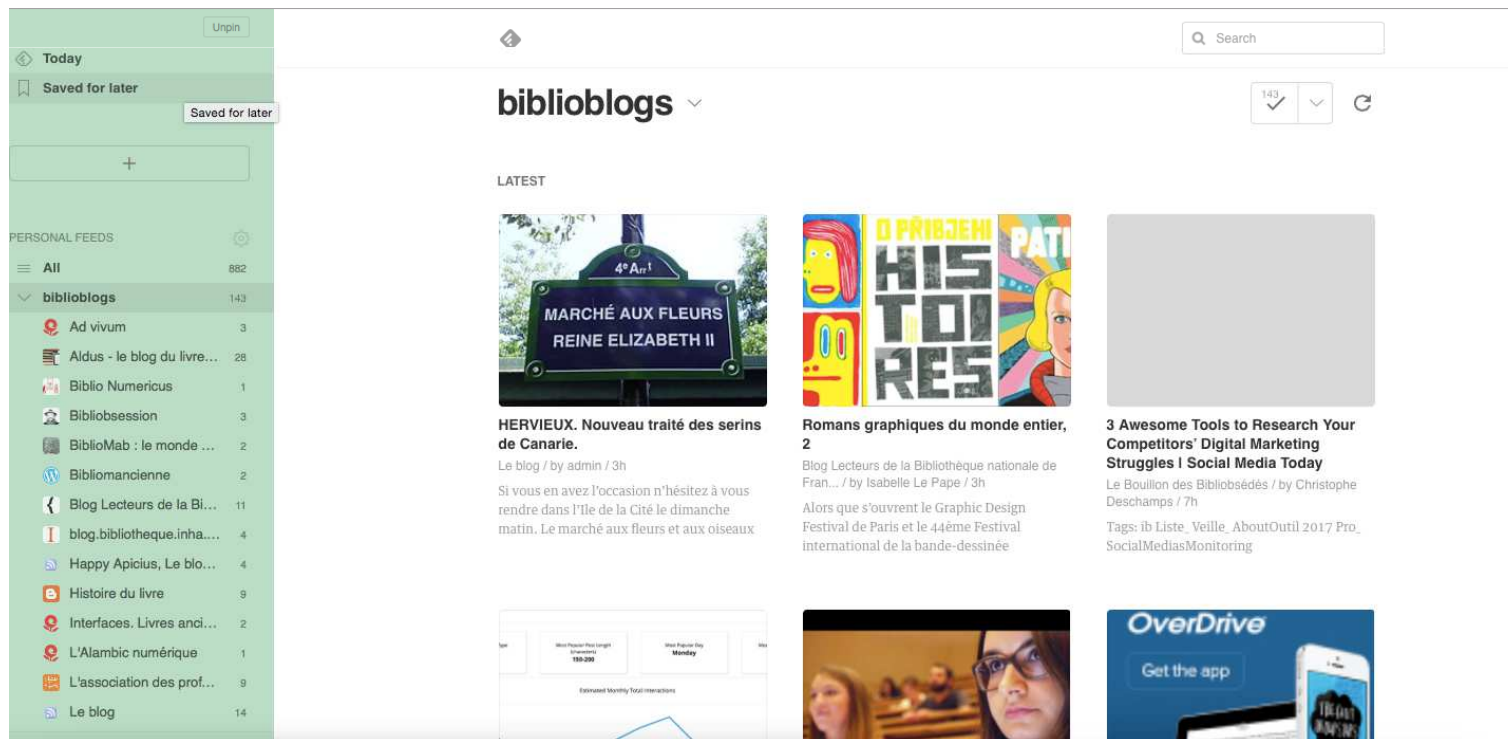 Unpin
Today
Saved for later
Saved for later
+
PERSONAL FEEDS
All 882
biblioblogs 143
Ad vivum 3
Aldus - le blog du livre... 28
Biblio Numericus 1
Bibliobsession 3
BiblioMab : le monde ... 2
Bibliomancienne 2
Blog Lecteurs de la Bi... 11
blog.bibliotheque.inha.... 4
Happy Apicius, Le blo... 4
Histoire du livre 9
Interfaces. Livres anci... 2
L'Alambic numérique 1
L'association des prof... 9
Le blog 14
Search
biblioblogs
143
LATEST
4e Arrt
MARCHÉ AUX FLEURS
REINE ELIZABETH II
HERVIEUX. Nouveau traité des serins
de Canarie.
Le blog / by admin / 3h
Si vous en avez l'occasion n'hésitez à vous
rendre dans l'Ile de la Cité le dimanche
matin. Le marché aux fleurs et aux oiseaux
O PŘÍBJEHI
HIS
TOI
RES
PATI
Romans graphiques du monde entier,
2
Blog Lecteurs de la Bibliothèque nationale de
Fran... / by Isabelle Le Pape / 3h
Alors que s'ouvrent le Graphic Design
Festival de Paris et le 44ème Festival
international de la bande-dessinée
3 Awesome Tools to Research Your
Competitors' Digital Marketing
Struggles | Social Media Today
Le Bouillon des Bibliobsédés / by Christophe
Deschamps / 7h
Tags: ib Liste_ Veille_ AboutOutil 2017 Pro_
SocialMediasMonitoring
Most Popular Post Length
(characters)
150-200
Most Popular Day
Monday
Estimated Monthly Total Interactions
OverDrive
Get the app